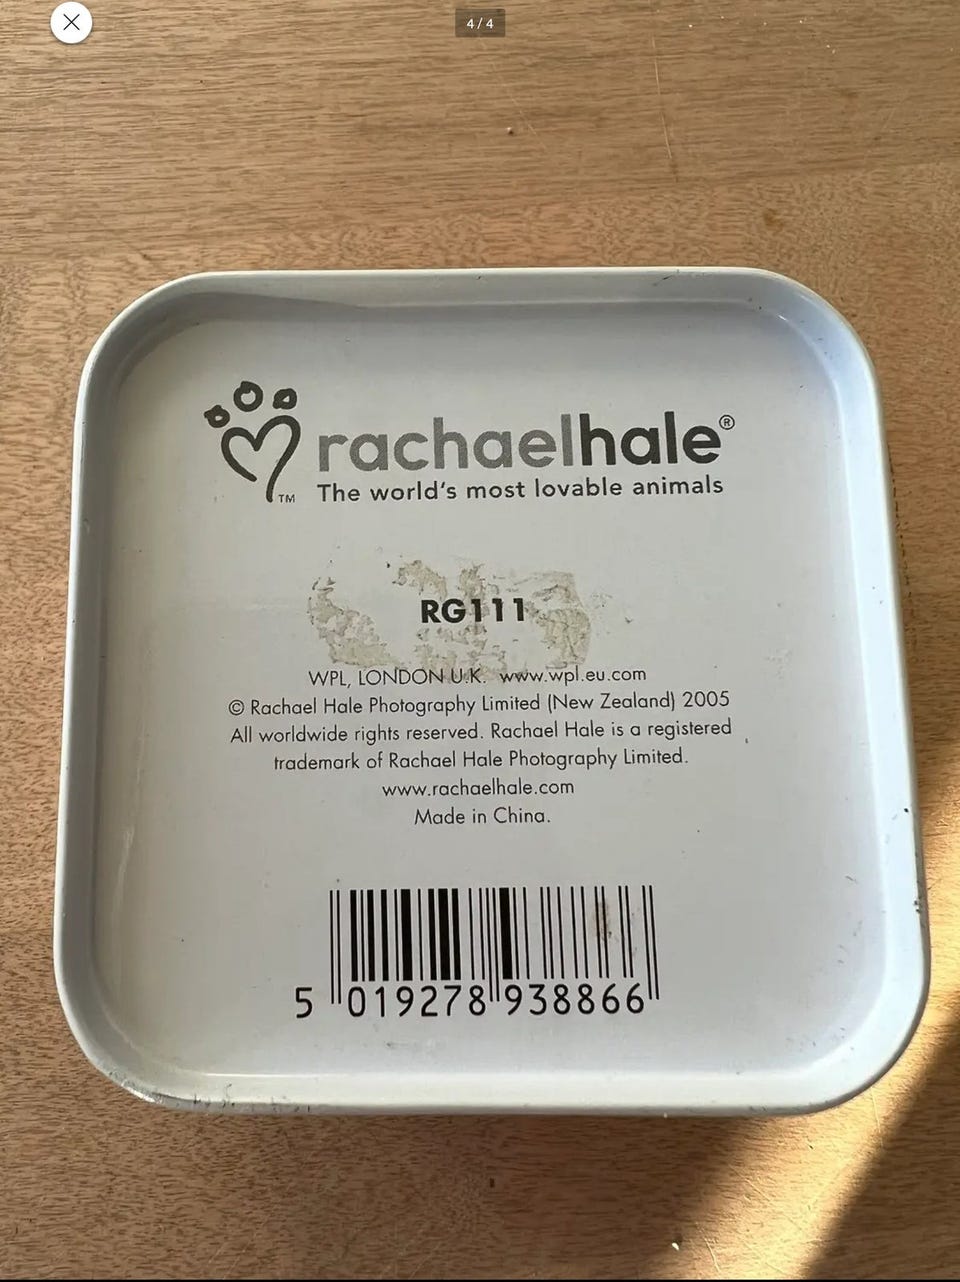 4/4
rachaelhale®
™ The world's most lovable animals
RG111
WPL, LONDON U.K. www.wpl.eu.com
© Rachael Hale Photography Limited (New Zealand) 2005
All worldwide rights reserved. Rachael Hale is a registered
trademark of Rachael Hale Photography Limited.
www.rachaelhale.com
Made in China.
5 019278 938866